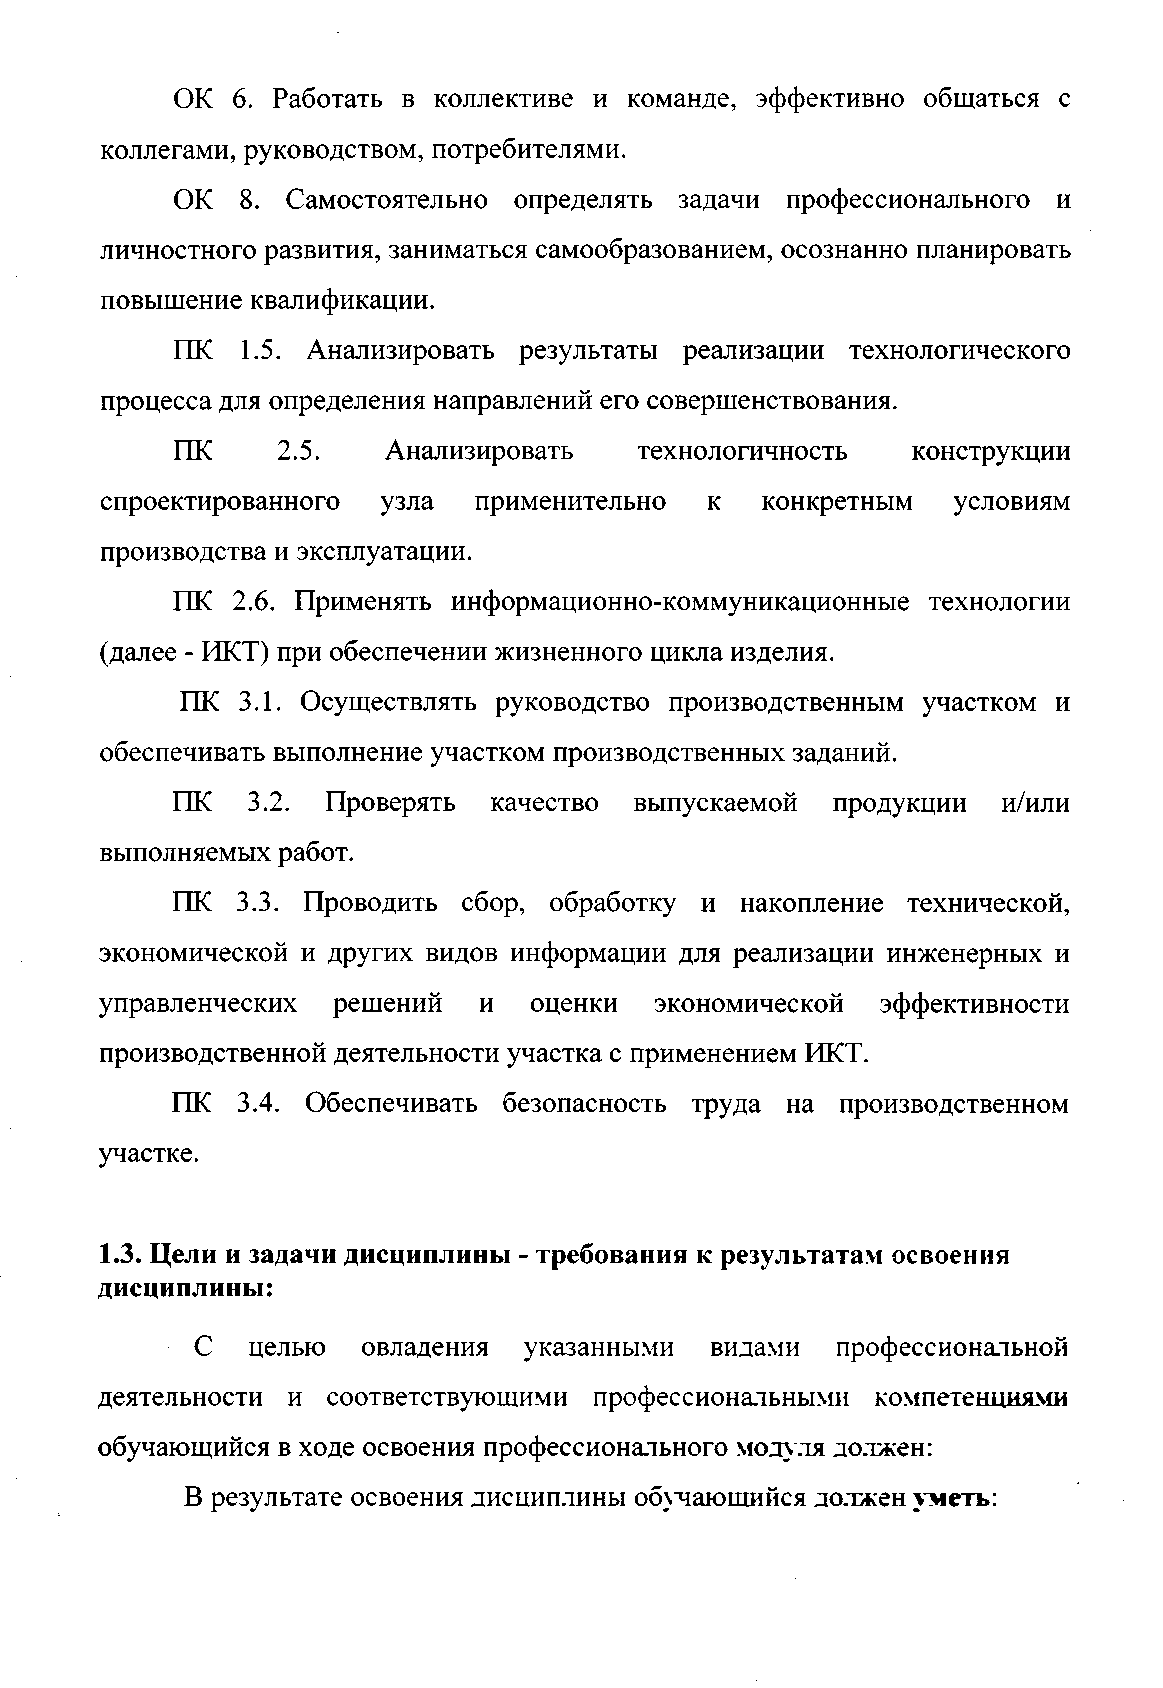 ОК 6. Работать в коллективе и команде, эффективно общаться с
коллегами, руководством, потребителями.
ОК 8. Самостоятельно определять задачи профессионального и
личностного развития, заниматься самообразованием, осознанно планировать
повышение квалификации.
ПК 1.5. Анализировать результаты реализации технологического
процесса для определения направлений его совершенствования.
ПК 2.5. Анализировать технологичность конструкции
спроектированного узла применительно к конкретным условиям
производства и эксплуатации.
ПК 2.6. Применять информационно-коммуникационные технологии
(далее - ИКТ) при обеспечении жизненного цикла изделия.
ПК 3.1. Осуществлять руководство производственным участком и
обеспечивать выполнение участком производственных заданий.
ПК 3.2. Проверять качество выпускаемой продукции и/или
выполняемых работ.
ПК 3.3. Проводить сбор, обработку и накопление технической,
экономической и других видов информации для реализации инженерных и
управленческих решений и оценки экономической эффективности
производственной деятельности участка с применением ИКТ.
ПК 3.4. Обеспечивать безопасность труда на производственном
участке.
1.3. Цели и задачи дисциплины - требования к результатам освоения
дисциплины:
С целью овладения указанными видами профессиональной
деятельности и соответствующими профессиональными компетенциями
обучающийся в ходе освоения профессионального модуля должен:
В результате освоения дисциплины обучающийся должен уметь: